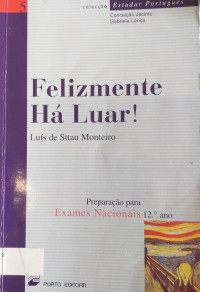 5
colecção Estudar Português
Conceição Jacinto
Gabriela Lança
Felizmente
Há Luar!
Luís de Sttau Monteiro
Preparação para
Exames Nacionais 12.º ano
PORTO EDITORA